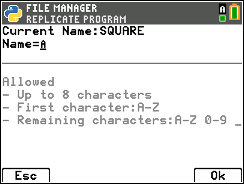 FILE MANAGER
REPLICATE PROGRAM
A
Current Name:SQUARE
Name=A
Allowed
- Up to 8 characters
- First character:A-Z
- Remaining characters:A-Z 0-9 _
Esc
Ok